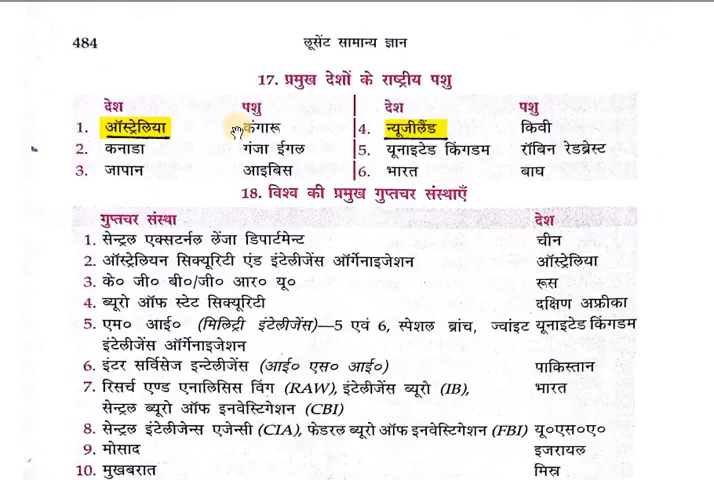 484 लूसेंट सामान्य ज्ञान
17. प्रमुख देशों के राष्ट्रीय पशु
देश पशु देश पशु
1. ऑस्ट्रेलिया कंगारू 4. न्यूजीलैंड किवी
2. कनाडा गंजा ईगल 5. यूनाइटेड किंगडम रॉबिन रेडब्रेस्ट
3. जापान आइबिस 6. भारत बाघ
18. विश्व की प्रमुख गुप्तचर संस्थाएँ
गुप्तचर संस्था देश
1. सेन्ट्रल एक्सटर्नल लेंजा डिपार्टमेन्ट चीन
2. ऑस्ट्रेलियन सिक्यूरिटी एंड इंटेलीजेंस ऑर्गेनाइजेशन ऑस्ट्रेलिया
3. के० जी० बी०/जी० आर० यू० रूस
4. ब्यूरो ऑफ स्टेट सिक्यूरिटी दक्षिण अफ्रीका
5. एम० आई० (मिलिट्री इंटेलीजेंस)—5 एवं 6, स्पेशल ब्रांच, ज्वांइट यूनाइटेड किंगडम
इंटेलीजेंस ऑर्गेनाइजेशन
6. इंटर सर्विसेज इन्टेलीजेंस (आई० एस० आई०) पाकिस्तान
7. रिसर्च एण्ड एनालिसिस विंग (RAW), इंटेलीजेंस ब्यूरो (IB), भारत
सेन्ट्रल ब्यूरो ऑफ इनवेस्टिगेशन (CBI)
8. सेन्ट्रल इंटेलीजेन्स एजेन्सी (CIA), फेडरल ब्यूरो ऑफ इनवेस्टिगेशन (FBI) यू०एस०ए०
9. मोसाद इजरायल
10. मुखबरात मिस्र